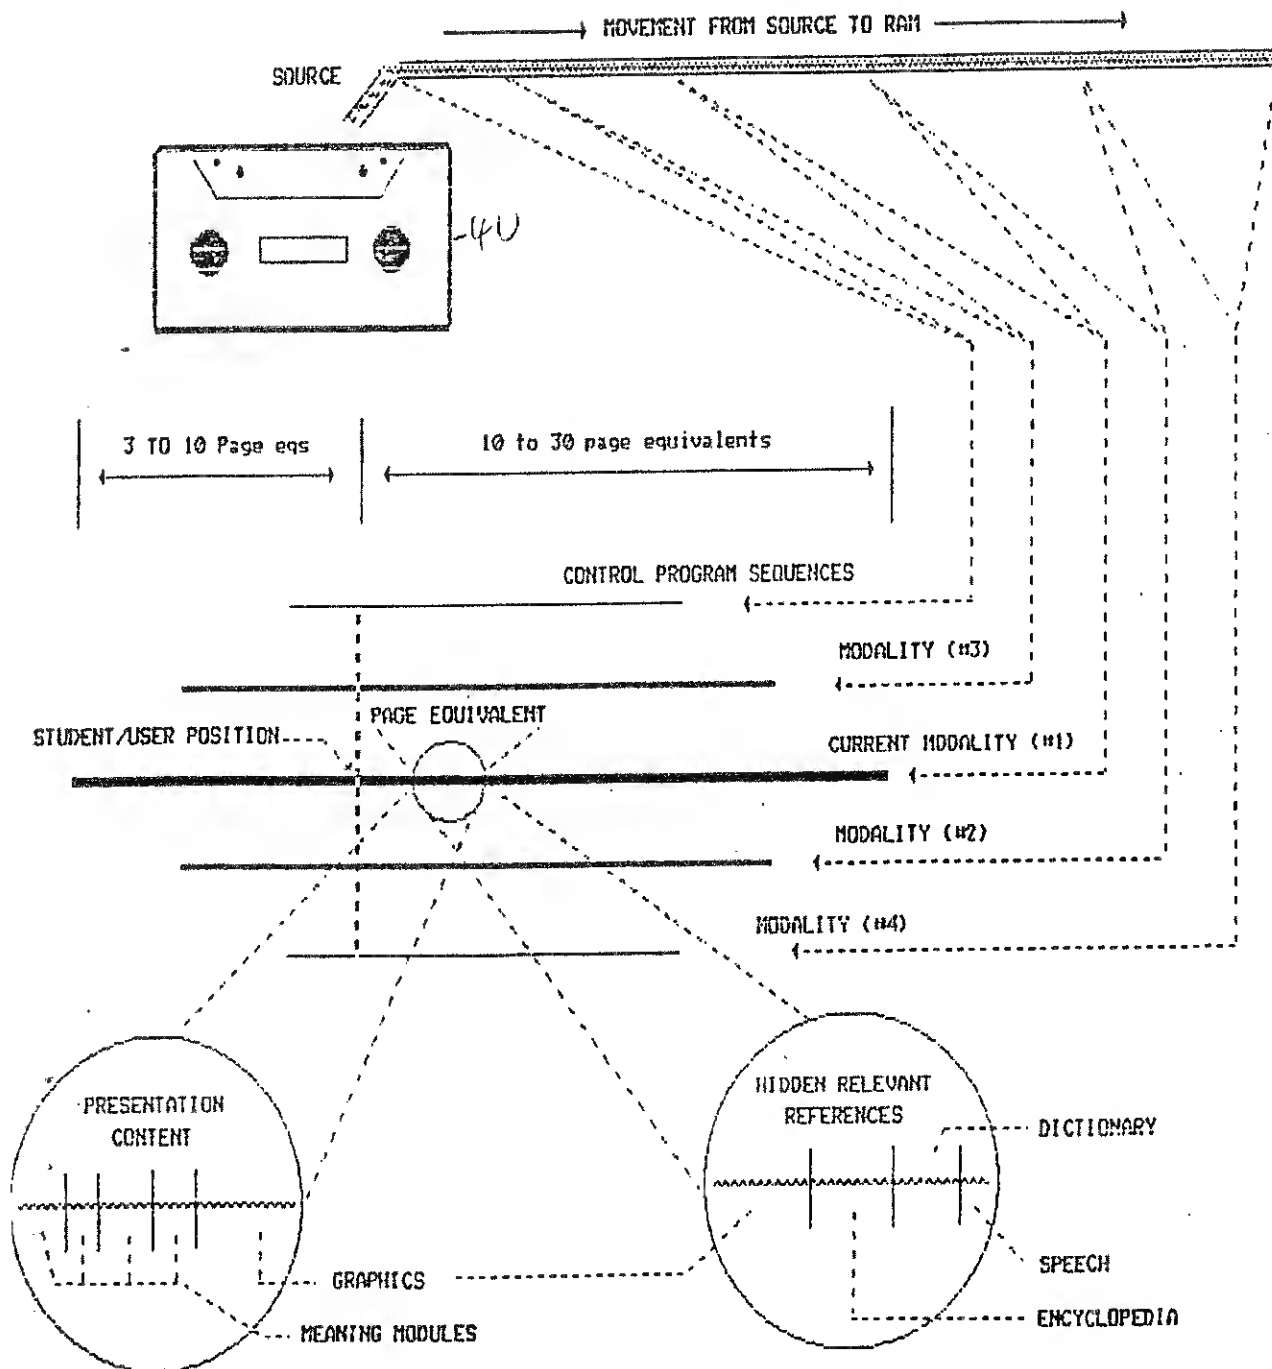 MOVEMENT FROM SOURCE TO RAM
SOURCE
3 TO 10 Page eqs
10 to 30 page equivalents
CONTROL PROGRAM SEQUENCES
MODALITY (#3)
PAGE EQUIVALENT
STUDENT/USER POSITION
CURRENT MODALITY (#1)
MODALITY (#2)
MODALITY (#4)
PRESENTATION
CONTENT
HIDDEN RELEVANT
REFERENCES
DICTIONARY
GRAPHICS
SPEECH
MEANING MODULES
ENCYCLOPEDIA